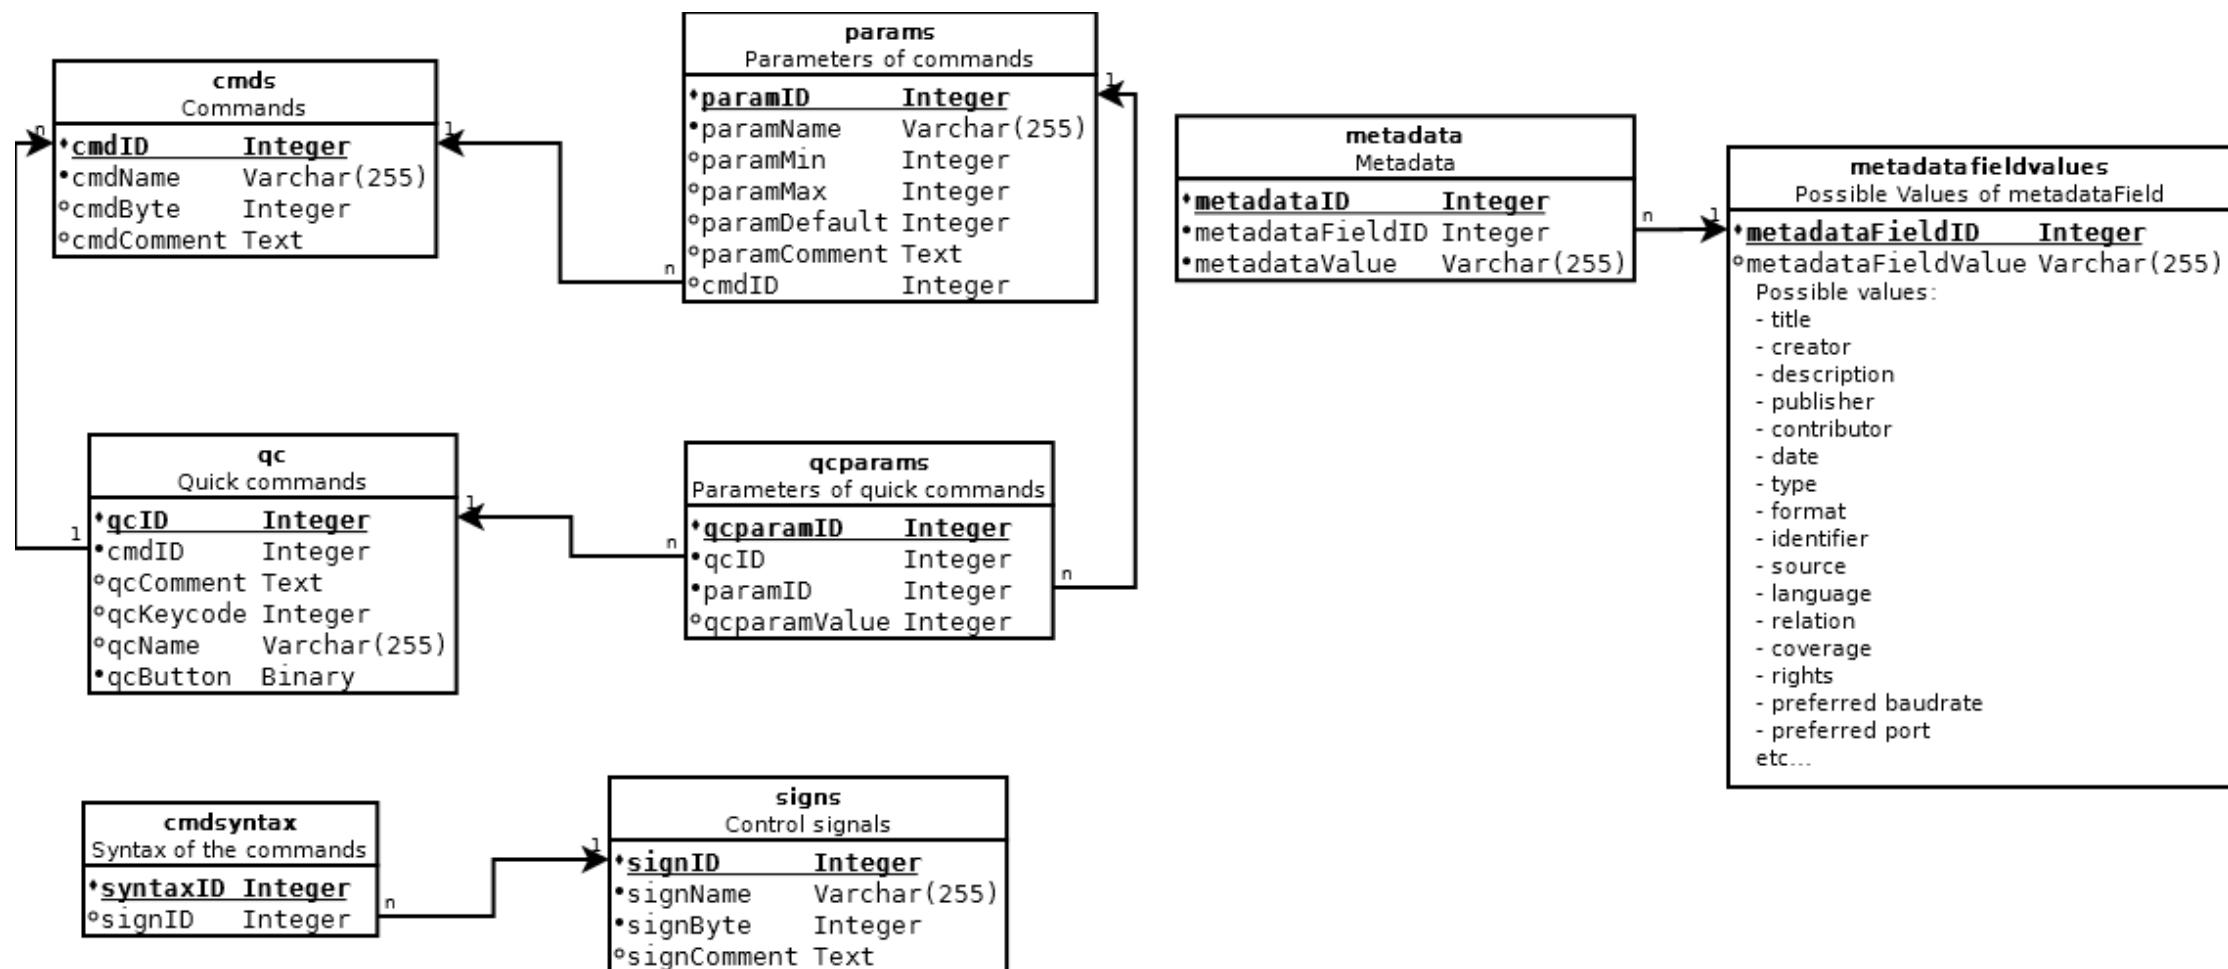 cmds
Commands
cmdID Integer
cmdName Varchar(255)
cmdByte Integer
cmdComment Text
n
1
params
Parameters of commands
paramID Integer
paramName Varchar(255)
paramMin Integer
paramMax Integer
paramDefault Integer
paramComment Text
cmdID Integer
n
1
metadata
Metadata
metadataID Integer
metadataFieldID Integer
metadataValue Varchar(255)
n
1
metadatafieldvalues
Possible Values of metadataField
metadataFieldID Integer
metadataFieldValue Varchar(255)
Possible values:
- title
- creator
- description
- publisher
- contributor
- date
- type
- format
- identifier
- source
- language
- relation
- coverage
- rights
- preferred baudrate
- preferred port
etc...
qc
Quick commands
qcID Integer
cmdID Integer
qcComment Text
qcKeycode Integer
qcName Varchar(255)
qcButton Binary
1
1
qcparams
Parameters of quick commands
qcparamID Integer
qcID Integer
paramID Integer
qcparamValue Integer
n
n
cmdsyntax
Syntax of the commands
syntaxID Integer
signID Integer
n
1
signs
Control signals
signID Integer
signName Varchar(255)
signByte Integer
signComment Text